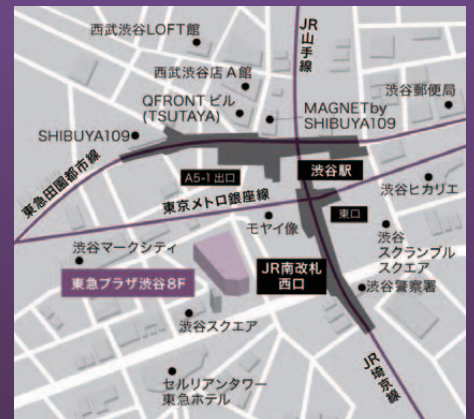 西武渋谷LOFT館
JR山手線
西武渋谷店A館
QFRONTビル
(TSUTAYA)
MAGNETby
SHIBUYA109
渋谷郵便局
SHIBUYA109
東急田園都市線
A5-1出口
渋谷駅
東京メトロ銀座線
渋谷ヒカリエ
モヤイ像
東口
渋谷マークシティ
渋谷
スクランブル
スクエア
東急プラザ渋谷8F
JR南改札
西口
渋谷警察署
渋谷スクエア
JR埼京線
セルリアンタワー
東急ホテル